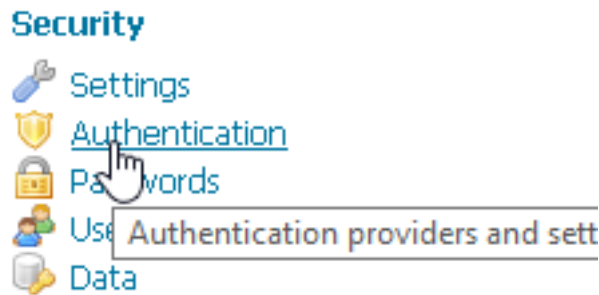 Security
Settings
Authentication
Authentication providers and sett
Data